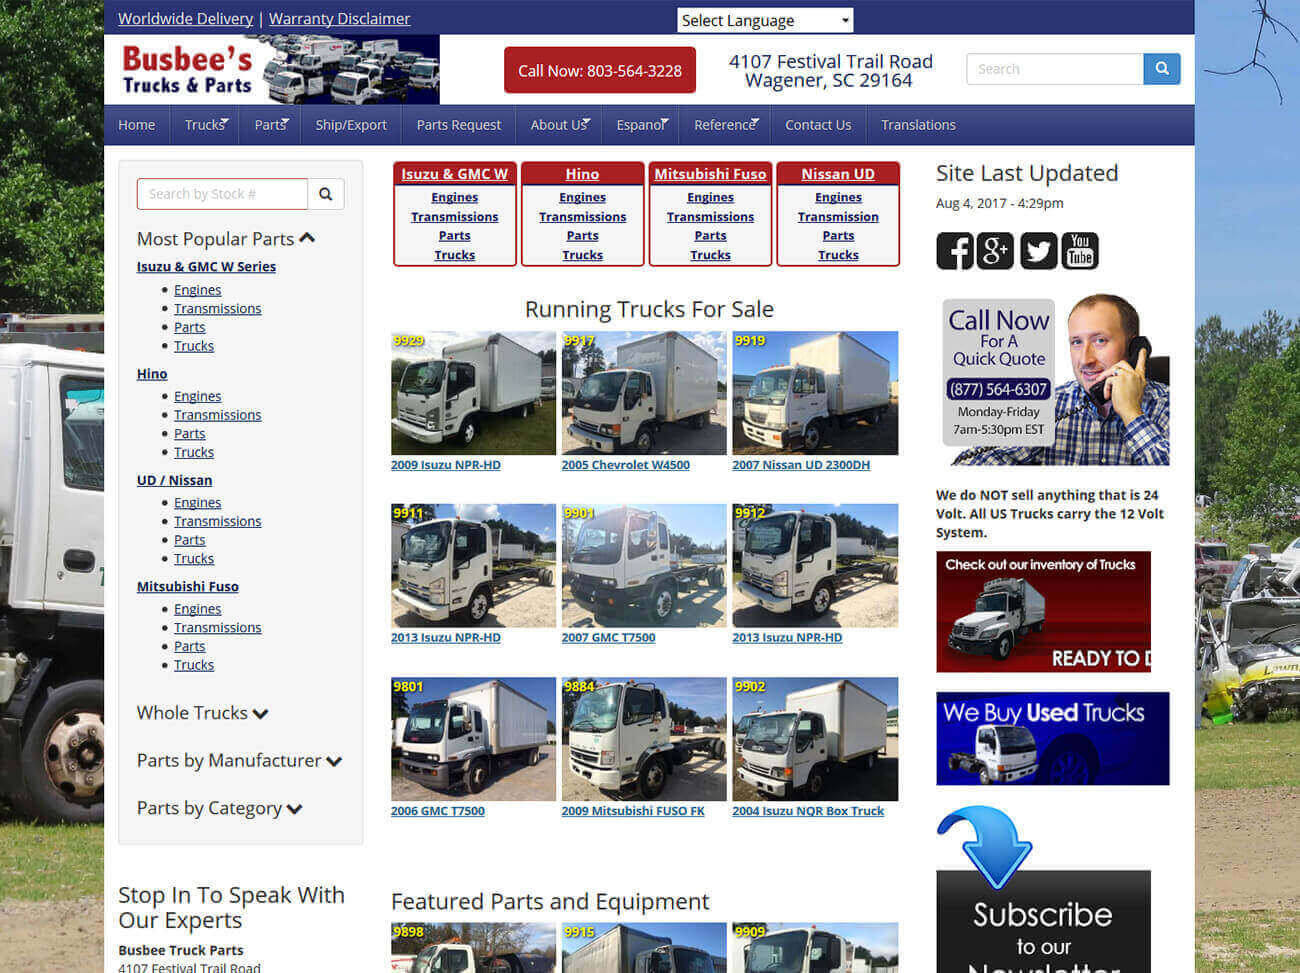 Worldwide Delivery | Warranty Disclaimer
Select Language
Busbee's
Trucks & Parts
Call Now: 803-564-3228
4107 Festival Trail Road
Wagener, SC 29164
Search
Home Trucks Parts Ship/Export Parts Request About Us Espanol Reference Contact Us Translations
Search by Stock #
Most Popular Parts
Isuzu & GMC W Series
Engines
Transmissions
Parts
Trucks
Hino
Engines
Transmissions
Parts
Trucks
UD / Nissan
Engines
Transmissions
Parts
Trucks
Mitsubishi Fuso
Engines
Transmissions
Parts
Trucks
Whole Trucks
Parts by Manufacturer
Parts by Category
Stop In To Speak With
Our Experts
Busbee Truck Parts
4107 Festival Trail Road
Isuzu & GMC W
Engines
Transmissions
Parts
Trucks
Hino
Engines
Transmissions
Parts
Trucks
Mitsubishi Fuso
Engines
Transmissions
Parts
Trucks
Nissan UD
Engines
Transmission
Parts
Trucks
Running Trucks For Sale
9929 9917 9919
2009 Isuzu NPR-HD 2005 Chevrolet W4500 2007 Nissan UD 2300DH
9911 9901 9912
2013 Isuzu NPR-HD 2007 GMC T7500 2013 Isuzu NPR-HD
9801 9884 9902
2006 GMC T7500 2009 Mitsubishi FUSO FK 2004 Isuzu NQR Box Truck
Featured Parts and Equipment
9898 9915 9909
Site Last Updated
Aug 4, 2017 - 4:29pm
You
Tube
Call Now
For A
Quick Quote
(877) 564-6307
Monday-Friday
7am-5:30pm EST
We do NOT sell anything that is 24
Volt. All US Trucks carry the 12 Volt
System.
Check out our inventory of Trucks
READY TO D
We Buy Used Trucks
Subscribe
to our
Newsletter